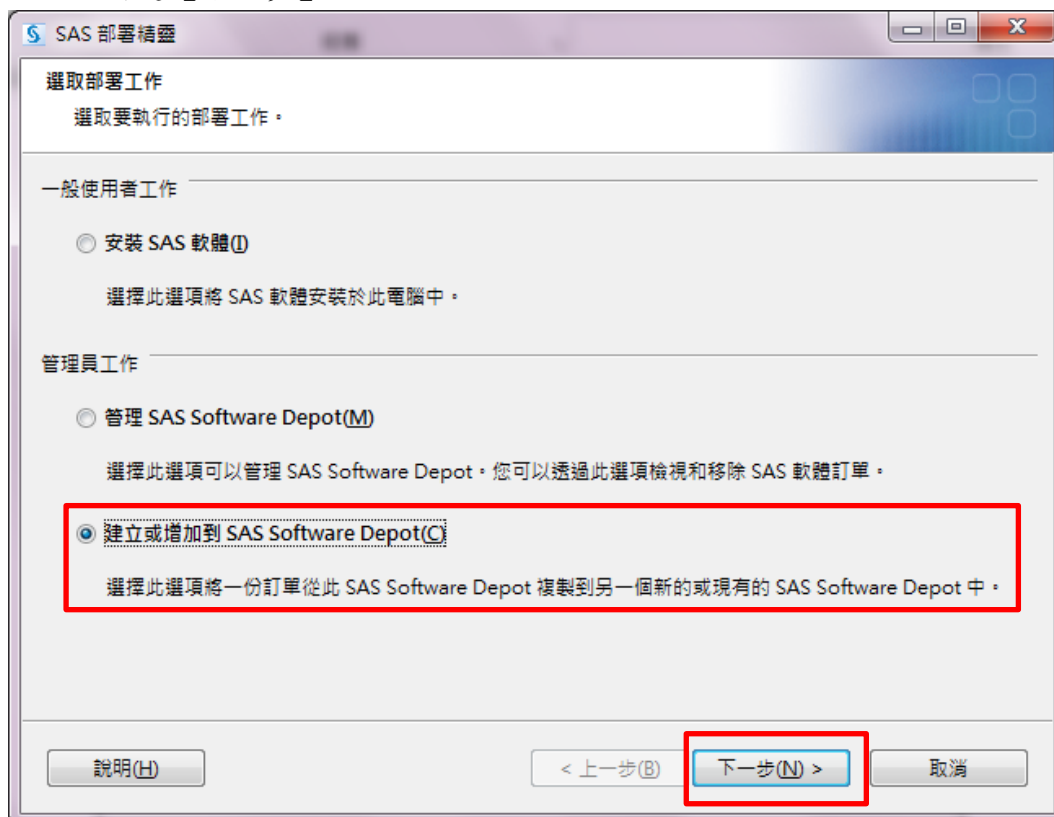 SAS 部署精靈
選取部署工作
選取要執行的部署工作。
一般使用者工作
安裝 SAS 軟體(I)
選擇此選項將 SAS 軟體安裝於此電腦中。
管理員工作
管理 SAS Software Depot(M)
選擇此選項可以管理 SAS Software Depot。您可以透過此選項檢視和移除 SAS 軟體訂單。
建立或增加到 SAS Software Depot(C)
選擇此選項將一份訂單從此 SAS Software Depot 複製到另一個新的或現有的 SAS Software Depot 中。
說明(H) < 上一步(B) 下一步(N) > 取消